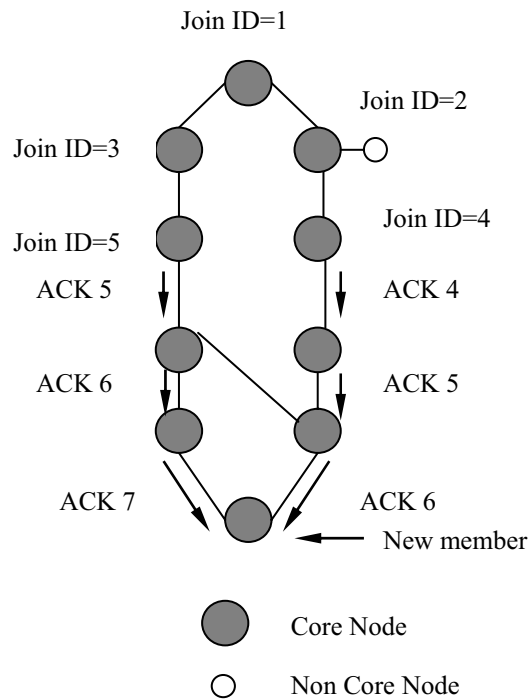 Join ID=1
Join ID=2
Join ID=3
Join ID=4
Join ID=5
ACK 5
ACK 4
ACK 6
ACK 5
ACK 7
ACK 6
New member
Core Node
Non Core Node